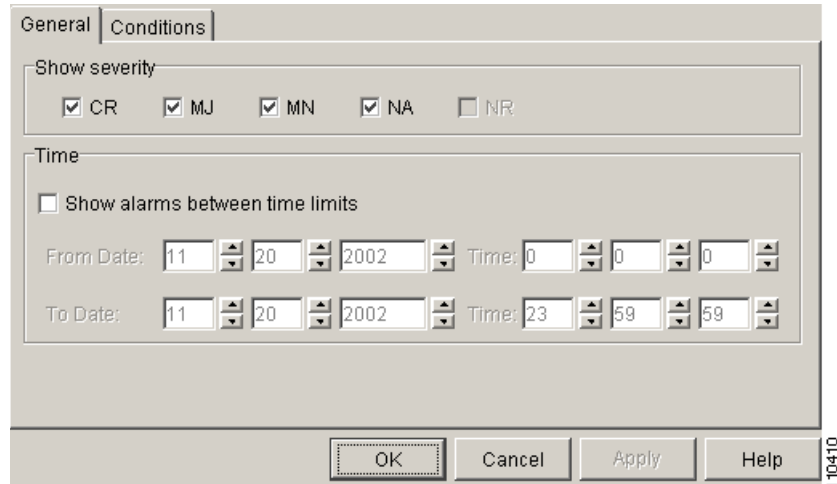 General Conditions
Show severity
CR MJ MN NA NR
Time
Show alarms between time limits
From Date: 11 20 2002 Time: 0 0 0
To Date: 11 20 2002 Time: 23 59 59
OK Cancel Apply Help
10410